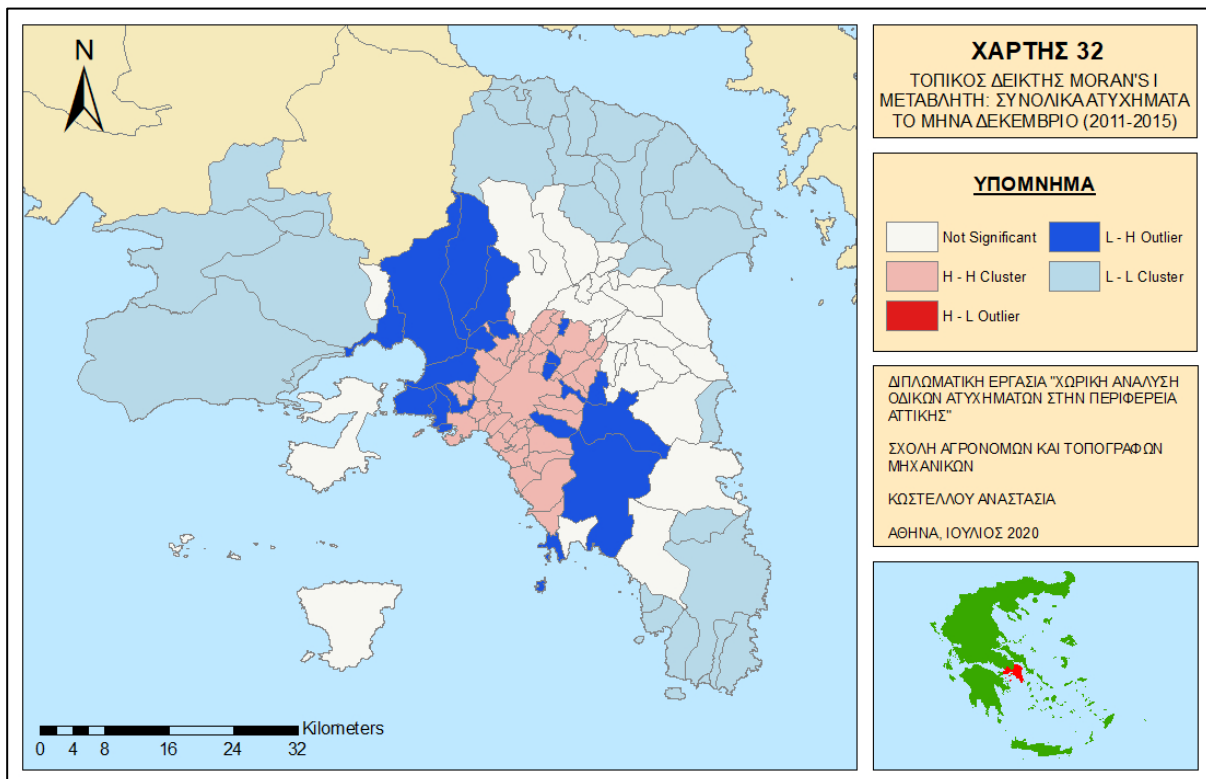 N
Kilometers
0 4 8 16 24 32
ΧΑΡΤΗΣ 32
ΤΟΠΙΚΟΣ ΔΕΙΚΤΗΣ MORAN'S I
ΜΕΤΑΒΛΗΤΗ: ΣΥΝΟΛΙΚΑ ΑΤΥΧΗΜΑΤΑ
ΤΟ ΜΗΝΑ ΔΕΚΕΜΒΡΙΟ (2011-2015)
ΥΠΟΜΝΗΜΑ
Not Significant
L - H Outlier
H - H Cluster
L - L Cluster
H - L Outlier
ΔΙΠΛΩΜΑΤΙΚΗ ΕΡΓΑΣΙΑ "ΧΩΡΙΚΗ ΑΝΑΛΥΣΗ
ΟΔΙΚΩΝ ΑΤΥΧΗΜΑΤΩΝ ΣΤΗΝ ΠΕΡΙΦΕΡΕΙΑ
ΑΤΤΙΚΗΣ"
ΣΧΟΛΗ ΑΓΡΟΝΟΜΩΝ ΚΑΙ ΤΟΠΟΓΡΑΦΩΝ
ΜΗΧΑΝΙΚΩΝ
ΚΩΣΤΕΛΛΟΥ ΑΝΑΣΤΑΣΙΑ
ΑΘΗΝΑ, ΙΟΥΛΙΟΣ 2020